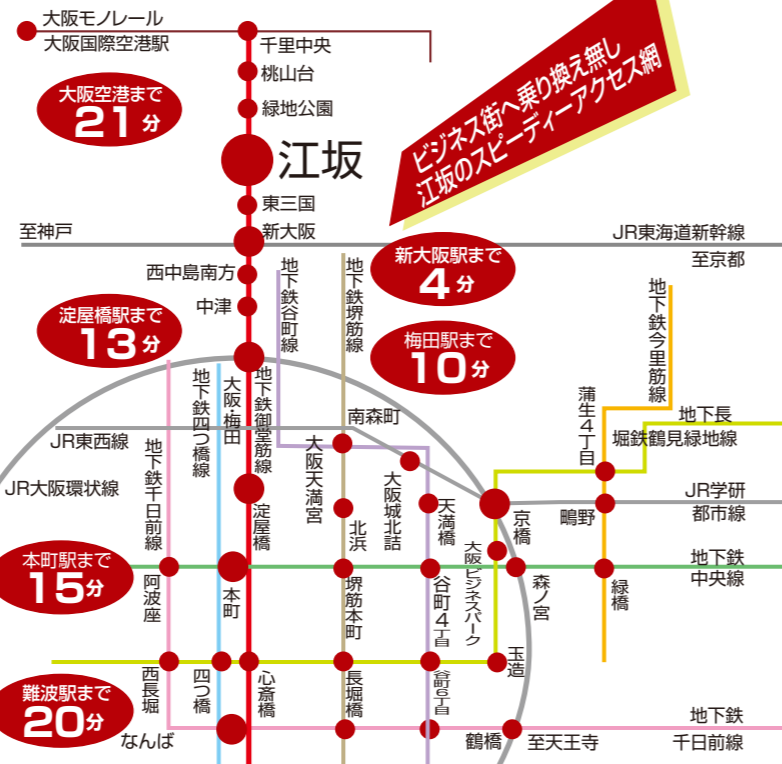 大阪モノレール
大阪国際空港駅
千里中央
桃山台
大阪空港まで
21分
緑地公園
ビジネス街へ乗り換え無し
江坂のスピーディーアクセス網
江坂
東三国
至神戸
新大阪
JR東海道新幹線
至京都
新大阪駅まで
4分
西中島南方
中津
地下鉄谷町線
地下鉄堺筋線
地下鉄今里筋線
淀屋橋駅まで
13分
梅田駅まで
10分
大阪・梅田
地下鉄御堂筋線
地下鉄四つ橋線
南森町
蒲生4丁目
地下長
堀鉄鶴見緑地線
JR東西線
地下鉄千日前線
大阪天満宮
大阪城北詰
JR大阪環状線
淀屋橋
北浜
天満橋
京橋
鴫野
JR学研
都市線
大阪ビジネスパーク
本町駅まで
15分
阿波座
本町
堺筋本町
谷町4丁目
森ノ宮
緑橋
地下鉄
中央線
西長堀
四つ橋
心斎橋
長堀橋
谷町6丁目
玉造
難波駅まで
20分
なんば
鶴橋
至天王寺
地下鉄
千日前線